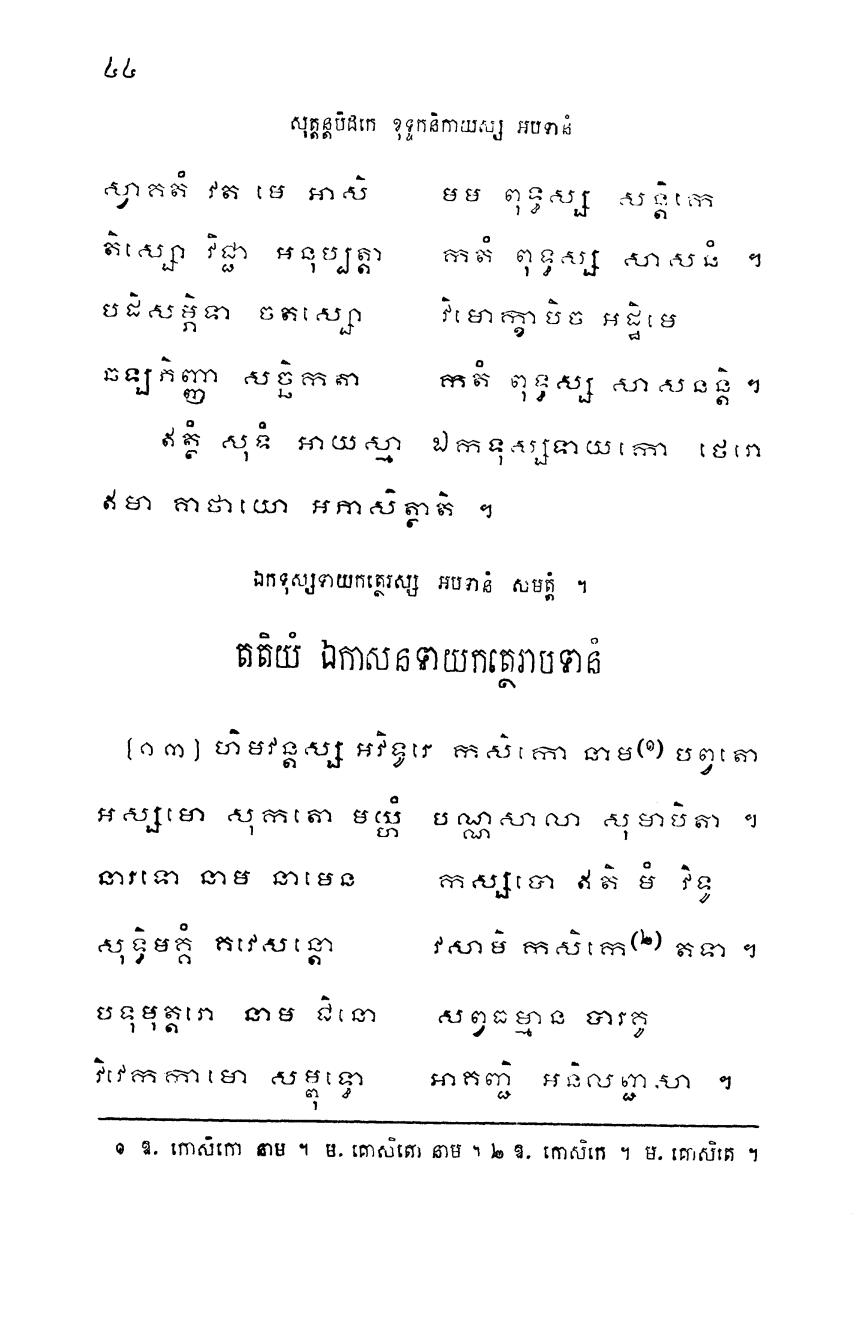 ៤៤
សុត្តន្តបិដកេ ខុទ្ទកនិកាយស្ស អបទានំ
ស្វាគតំ វត មេ អាសិ មម ពុទ្ធស្ស សន្តិកេ
តិស្សោ វិជ្ជា អនុប្បត្តា កតំ ពុទ្ធស្ស សាសនំ ។
បដិសម្ភិទា ចតស្សោ វិមោក្ខាបិច អដ្ឋិមេ
ឆឡភិញ្ញា សច្ឆិកតា កតំ ពុទ្ធស្ស សាសនន្តិ ។
ឥត្ថំ សុទំ អាយស្មា ឯកទុស្សទាយកោ ថេរោ
ឥមា គាថាយោ អភាសិត្ថាតិ ។
ឯកទុស្សទាយកត្ថេរស្ស អបទានំ សមត្តំ ។
តតិយំ ឯកាសនទាយកត្ថេរាបទានំ
[១៣] ហិមវន្តស្ស អវិទូរេ កសិកោ នាម(១) បព្វតោ
អស្សមោ សុកតោ មយ្ហំ បណ្ណសាលា សុមាបិតា ។
នារទោ នាម នាមេន កស្សបោ ឥតិ មំ វិទូ
សុទ្ធិមគ្គំ គវេសន្តោ វសាមិ កសិកេ(២) តទា ។
បទុមុត្តរោ នាម ជិនោ សព្វធម្មាន បារគូ
វិវេកកាមោ សម្ពុទ្ធោ អាគញ្ជិ អនិលញ្ជសា ។
១ ឱ. កោសិកោ នាម ។ ម. គោសិតោ នាម ។ ២ ឱ. កោសិកេ ។ ម. គោសិតេ ។